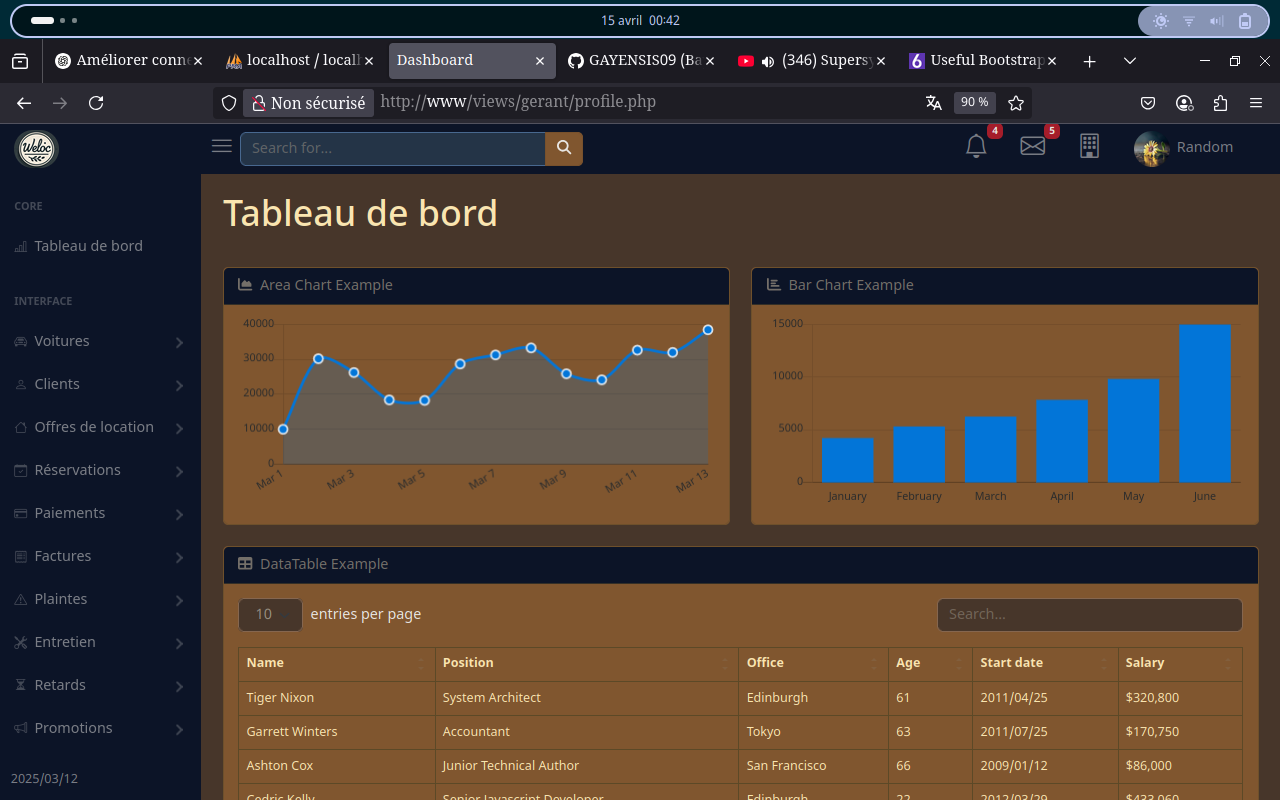 15 avril 00:42
Améliorer conn
localhost / local
Dashboard
GAYENSIS09 (Ba
(346) Supers
Useful Bootstrap
Non sécurisé
http://www/views/gerant/profile.php
90 %
Weloc
Search for...
4
5
Random
CORE
Tableau de bord
INTERFACE
Voitures
Clients
Offres de location
Réservations
Paiements
Factures
Plaintes
Entretien
Retards
Promotions
2025/03/12
Tableau de bord
Area Chart Example
40000
30000
20000
10000
0
Mar 1
Mar 3
Mar 5
Mar 7
Mar 9
Mar 11
Mar 13
Bar Chart Example
15000
10000
5000
0
January
February
March
April
May
June
DataTable Example
10
entries per page
Search...
Name Position Office Age Start date Salary
Tiger Nixon System Architect Edinburgh 61 2011/04/25 $320,800
Garrett Winters Accountant Tokyo 63 2011/07/25 $170,750
Ashton Cox Junior Technical Author San Francisco 66 2009/01/12 $86,000
Cedric Kelly Senior Javascript Developer Edinburgh 22 2012/03/29 $433,060